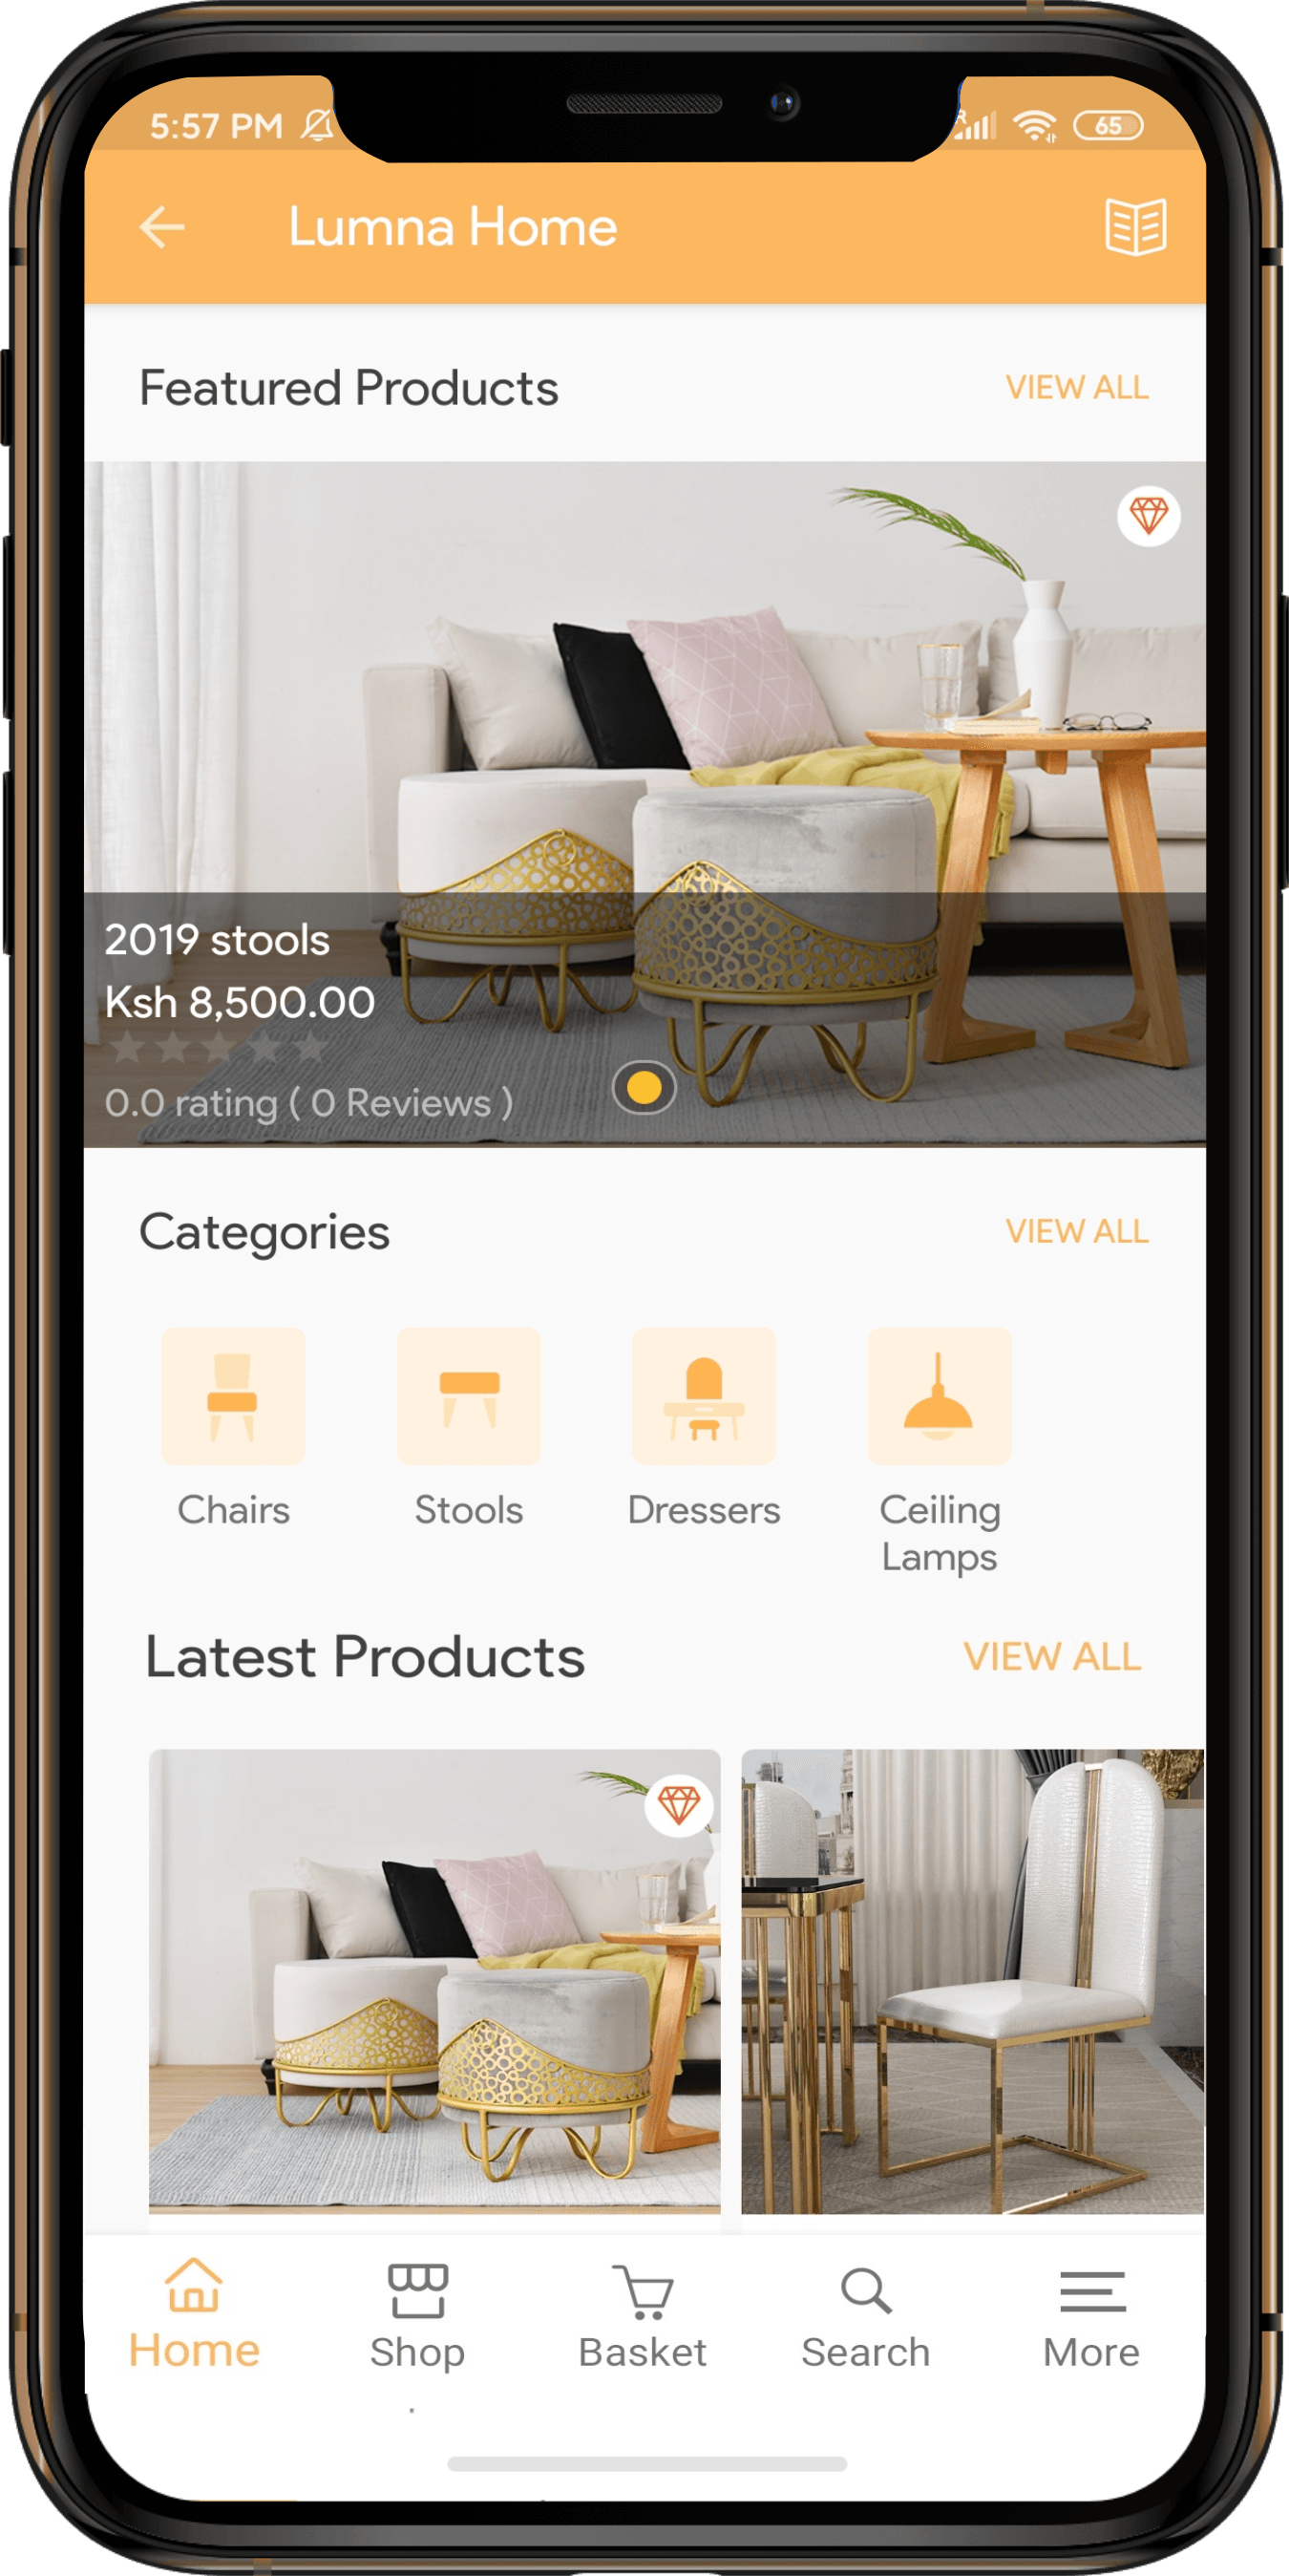 5:57 PM
R
65
Lumna Home
Featured Products
VIEW ALL
2019 stools
Ksh 8,500.00
0.0 rating ( 0 Reviews )
Categories
VIEW ALL
Chairs
Stools
Dressers
Ceiling
Lamps
Latest Products
VIEW ALL
Home
Shop
Basket
Search
More